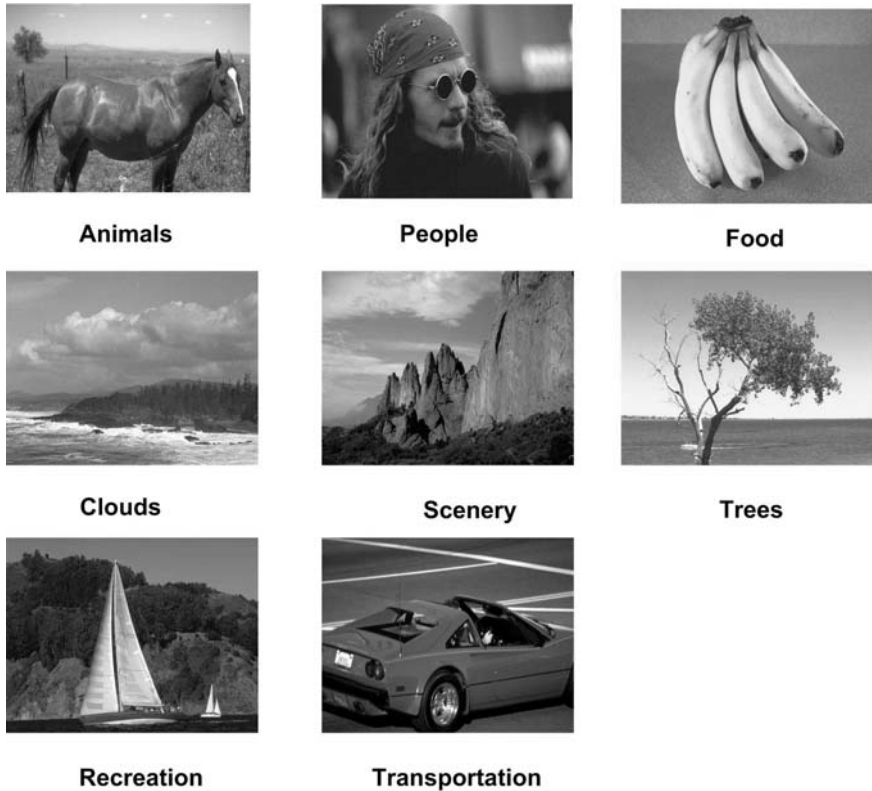 Animals
People
Food
Clouds
Scenery
Trees
Recreation
Transportation